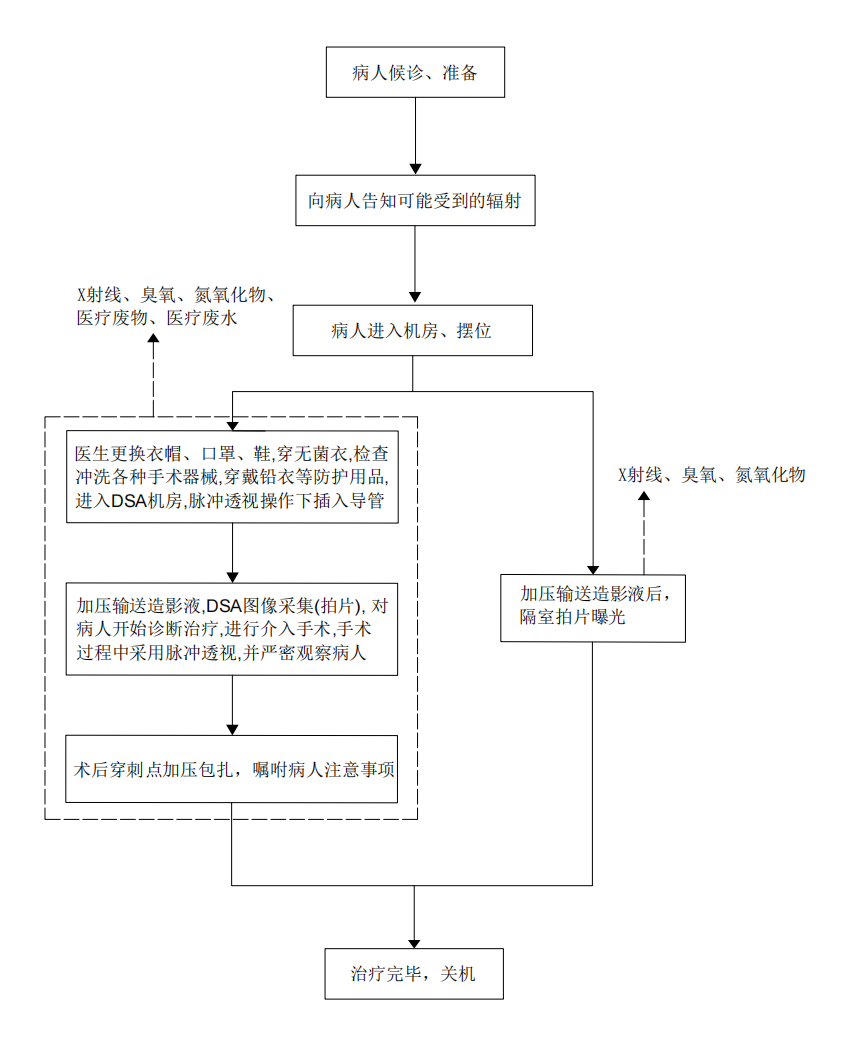 病人候诊、准备
向病人告知可能受到的辐射
X射线、臭氧、氮氧化物、
医疗废物、医疗废水
病人进入机房、摆位
医生更换衣帽、口罩、鞋,穿无菌衣,检查
冲洗各种手术器械,穿戴铅衣等防护用品,
进入DSA机房,脉冲透视操作下插入导管
X射线、臭氧、氮氧化物
加压输送造影液,DSA图像采集(拍片), 对
病人开始诊断治疗,进行介入手术,手术
过程中采用脉冲透视,并严密观察病人
加压输送造影液后，
隔室拍片曝光
术后穿刺点加压包扎，嘱咐病人注意事项
治疗完毕，关机